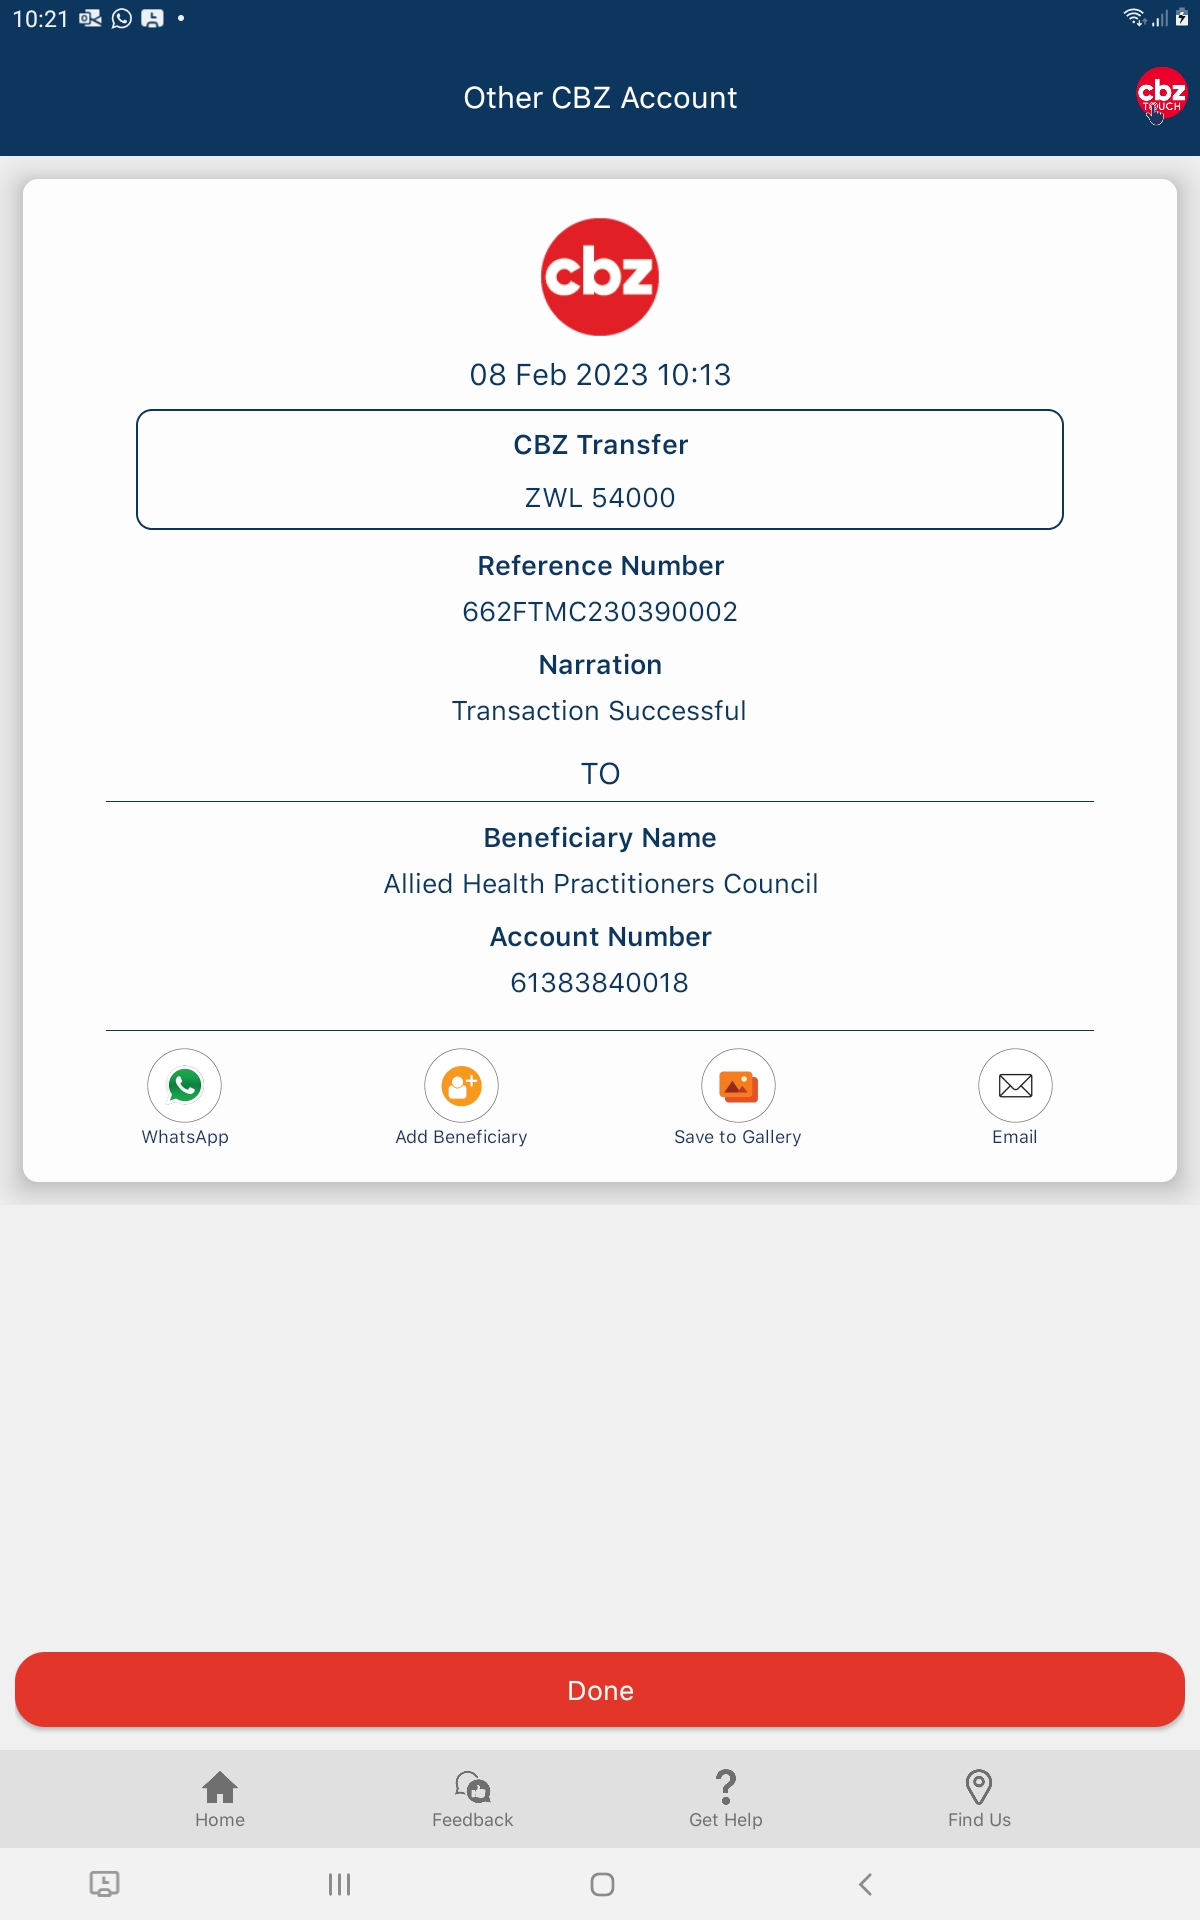 10:21
Other CBZ Account
cbz
TOUCH
cbz
08 Feb 2023 10:13
CBZ Transfer
ZWL 54000
Reference Number
662FTMC230390002
Narration
Transaction Successful
TO
Beneficiary Name
Allied Health Practitioners Council
Account Number
61383840018
WhatsApp Add Beneficiary Save to Gallery Email
Done
Home Feedback Get Help Find Us